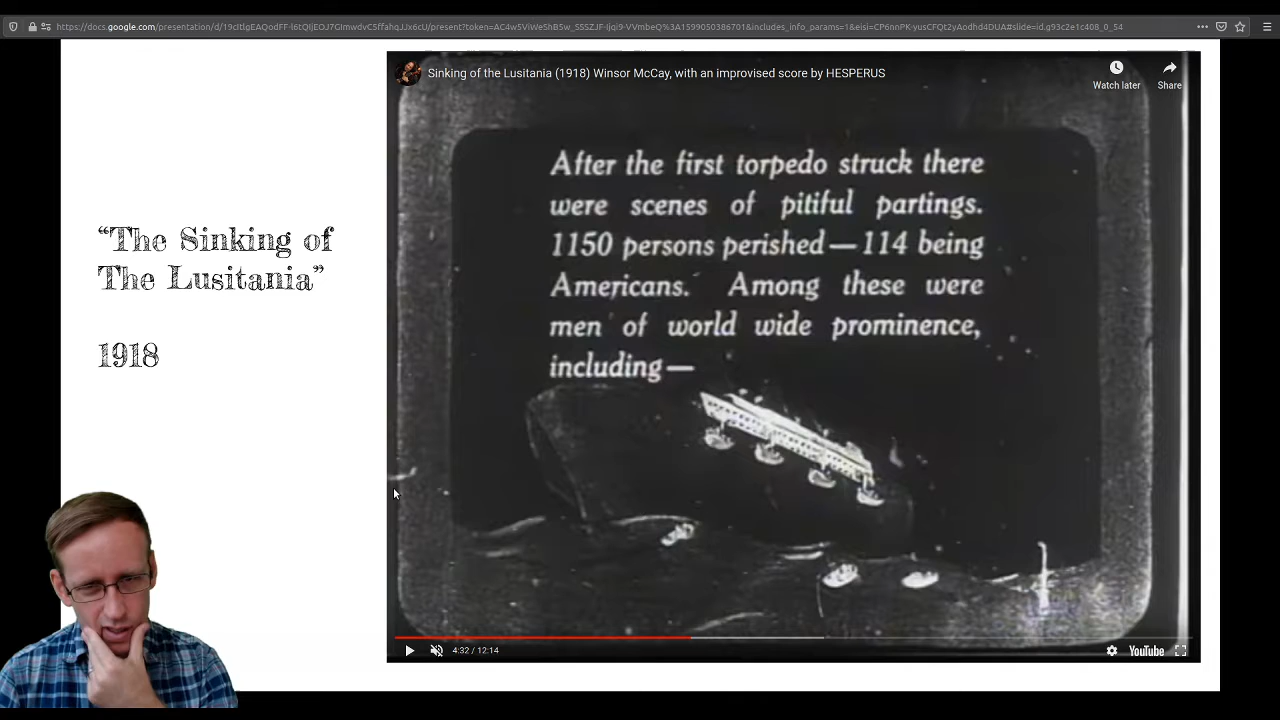 “The Sinking of
The Lusitania”
1918
Sinking of the Lusitania (1918) Winsor McCay, with an improvised score by HESPERUS
Watch later
Share
After the first torpedo struck there
were scenes of pitiful partings.
1150 persons perished — 114 being
Americans. Among these were
men of world wide prominence,
including —
4:32 / 12:14
YouTube